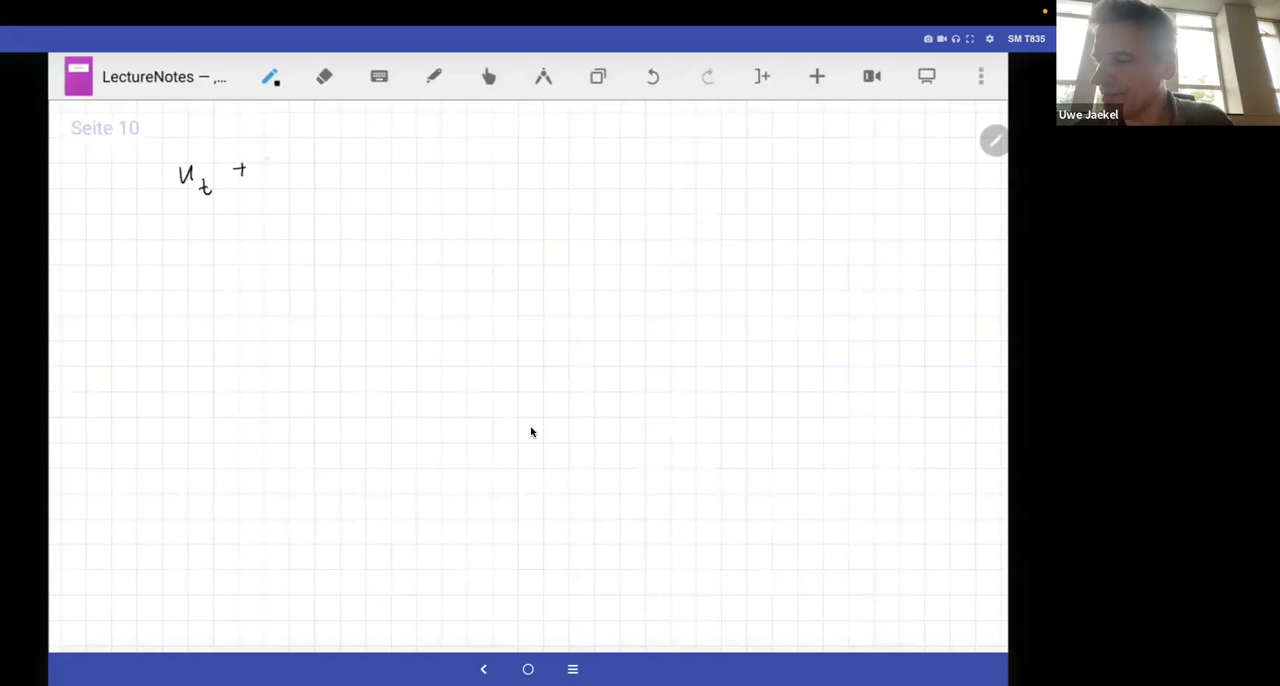 SM T835
LectureNotes — ,...
Seite 10
u_t +
Uwe Jaekel